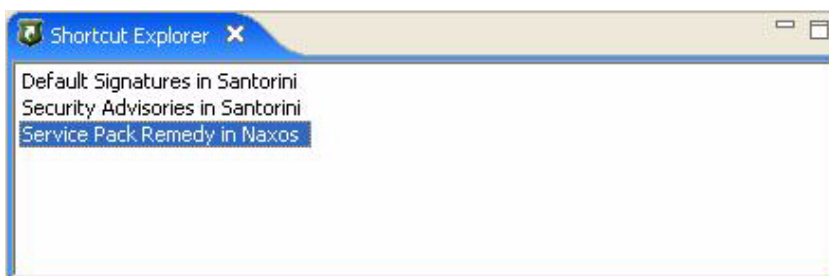 Shortcut Explorer
Default Signatures in Santorini
Security Advisories in Santorini
Service Pack Remedy in Naxos